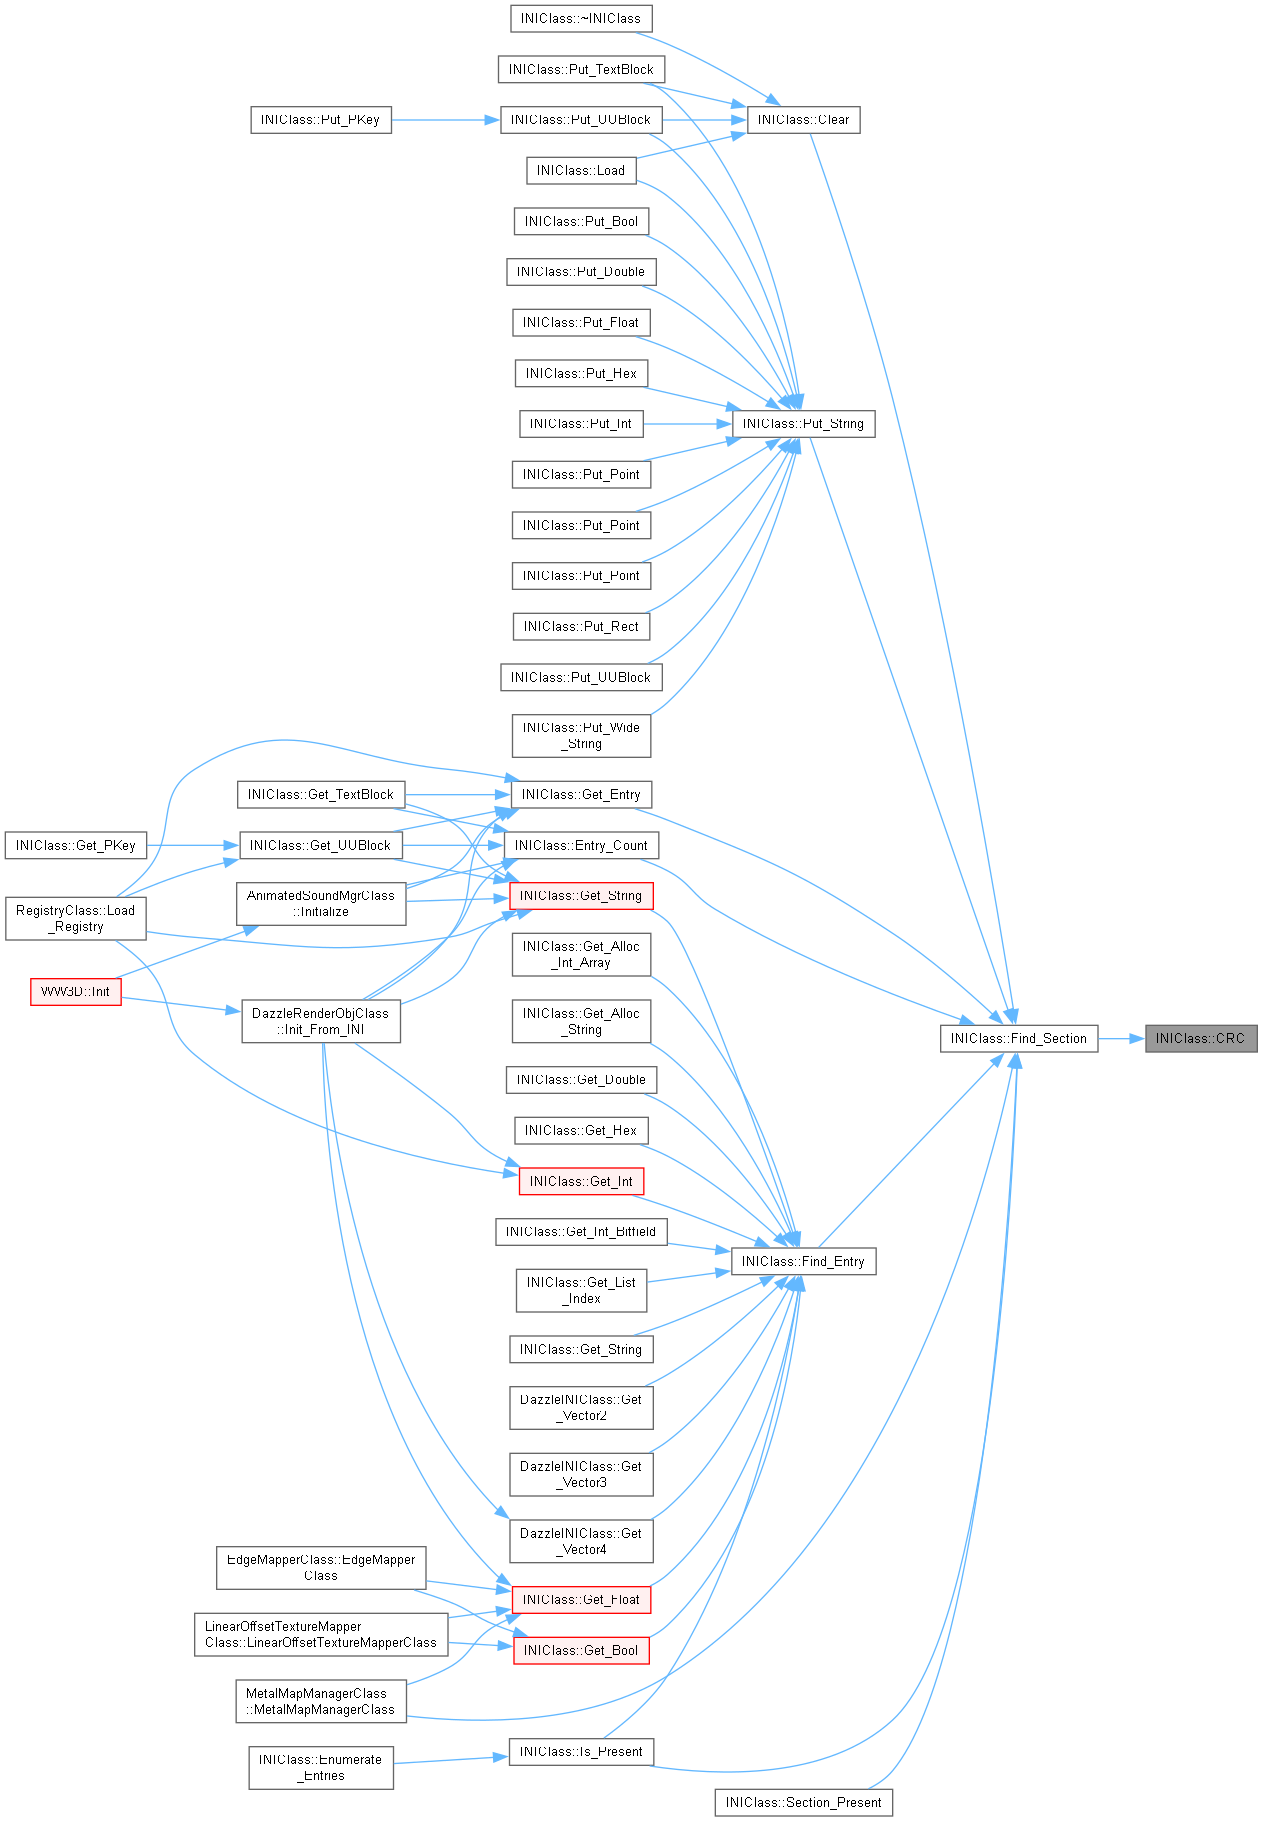 INIClass::~INIClass
INIClass::Put_TextBlock
INIClass::Put_PKey
INIClass::Put_UUBlock
INIClass::Clear
INIClass::Load
INIClass::Put_Bool
INIClass::Put_Double
INIClass::Put_Float
INIClass::Put_Hex
INIClass::Put_Int
INIClass::Put_String
INIClass::Put_Point
INIClass::Put_Point
INIClass::Put_Point
INIClass::Put_Rect
INIClass::Put_UUBlock
INIClass::Put_Wide
_String
INIClass::Get_TextBlock
INIClass::Get_Entry
INIClass::Get_PKey
INIClass::Get_UUBlock
INIClass::Entry_Count
RegistryClass::Load
_Registry
AnimatedSoundMgrClass
::Initialize
INIClass::Get_String
INIClass::Get_Alloc
_Int_Array
WW3D::Init
DazzleRenderObjClass
::Init_From_INI
INIClass::Get_Alloc
_String
INIClass::Find_Section
INIClass::CRC
INIClass::Get_Double
INIClass::Get_Hex
INIClass::Get_Int
INIClass::Get_Int_Bitfield
INIClass::Find_Entry
INIClass::Get_List
_Index
INIClass::Get_String
DazzleINIClass::Get
_Vector2
DazzleINIClass::Get
_Vector3
DazzleINIClass::Get
_Vector4
EdgeMapperClass::EdgeMapper
Class
INIClass::Get_Float
LinearOffsetTextureMapper
Class::LinearOffsetTextureMapperClass
INIClass::Get_Bool
MetalMapManagerClass
::MetalMapManagerClass
INIClass::Enumerate
_Entries
INIClass::Is_Present
INIClass::Section_Present